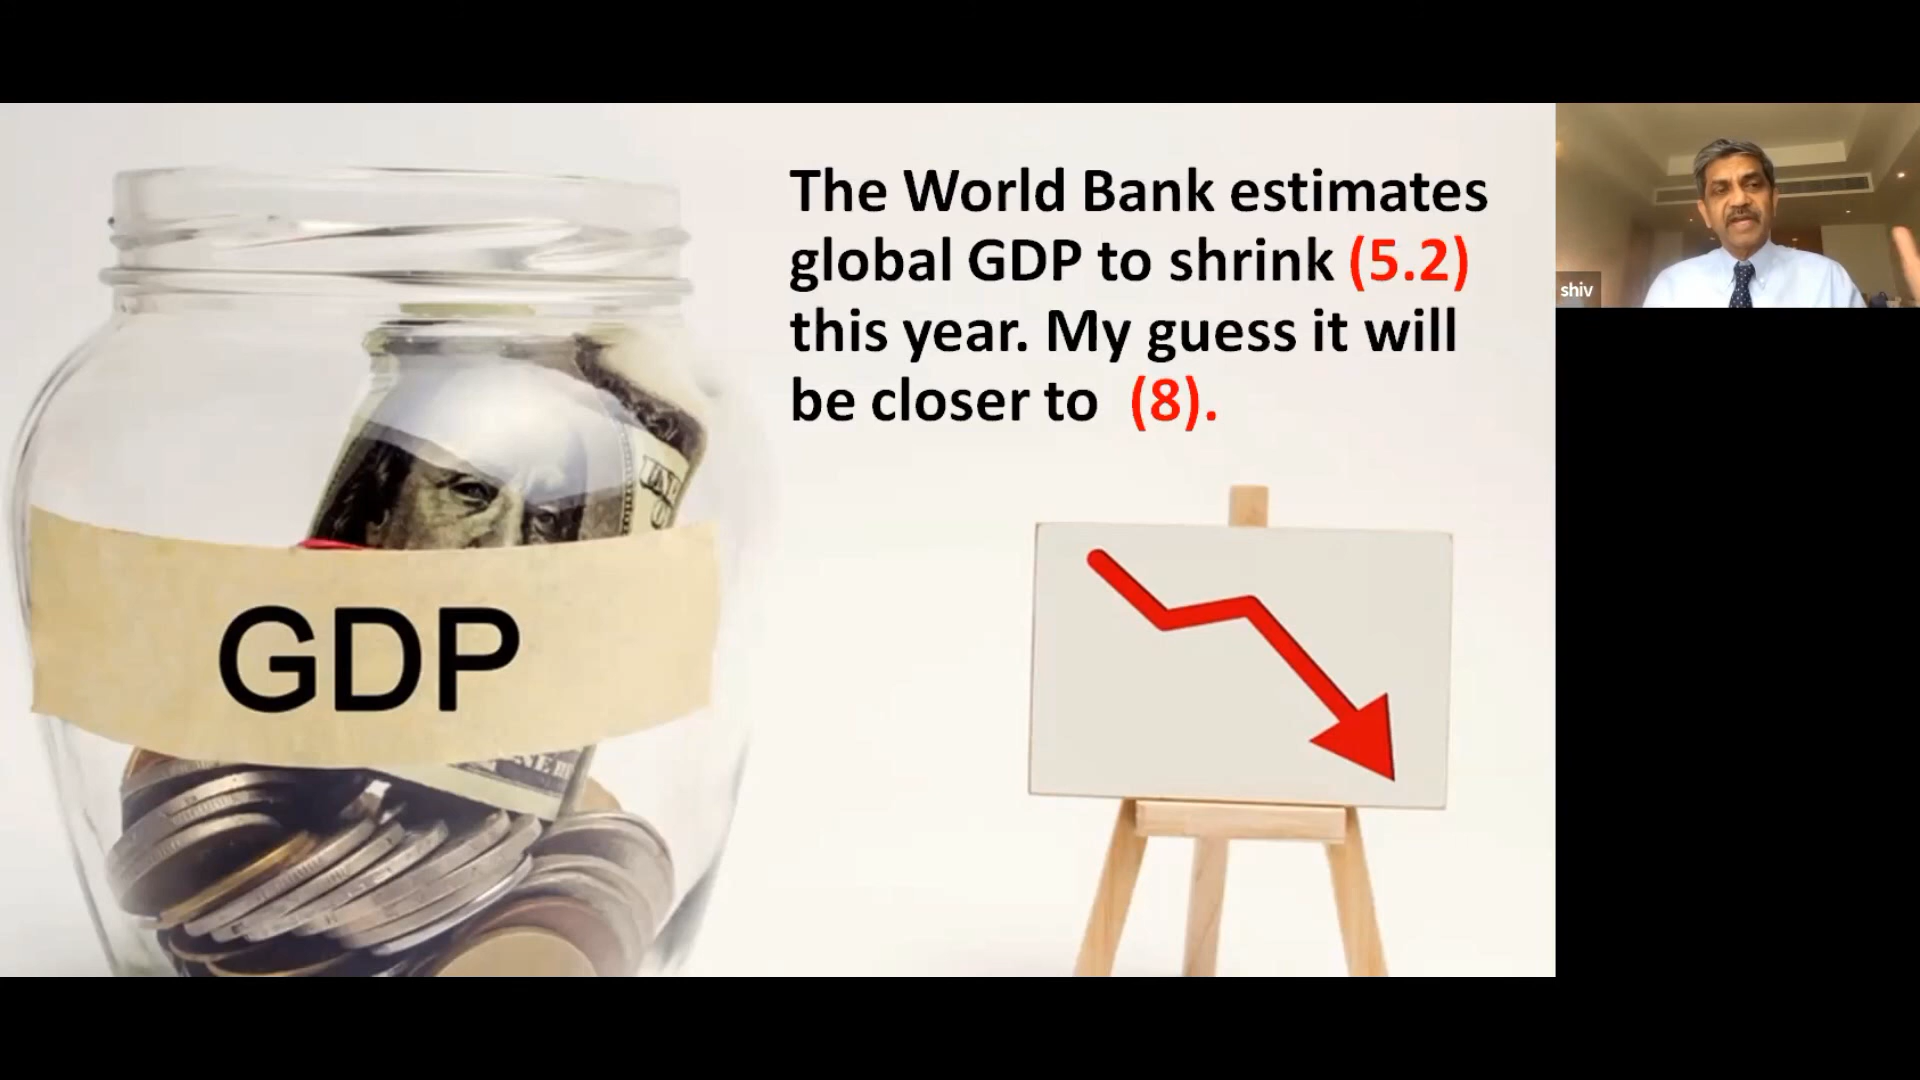 The World Bank estimates
global GDP to shrink (5.2)
this year. My guess it will
be closer to (8).
shiv
GDP